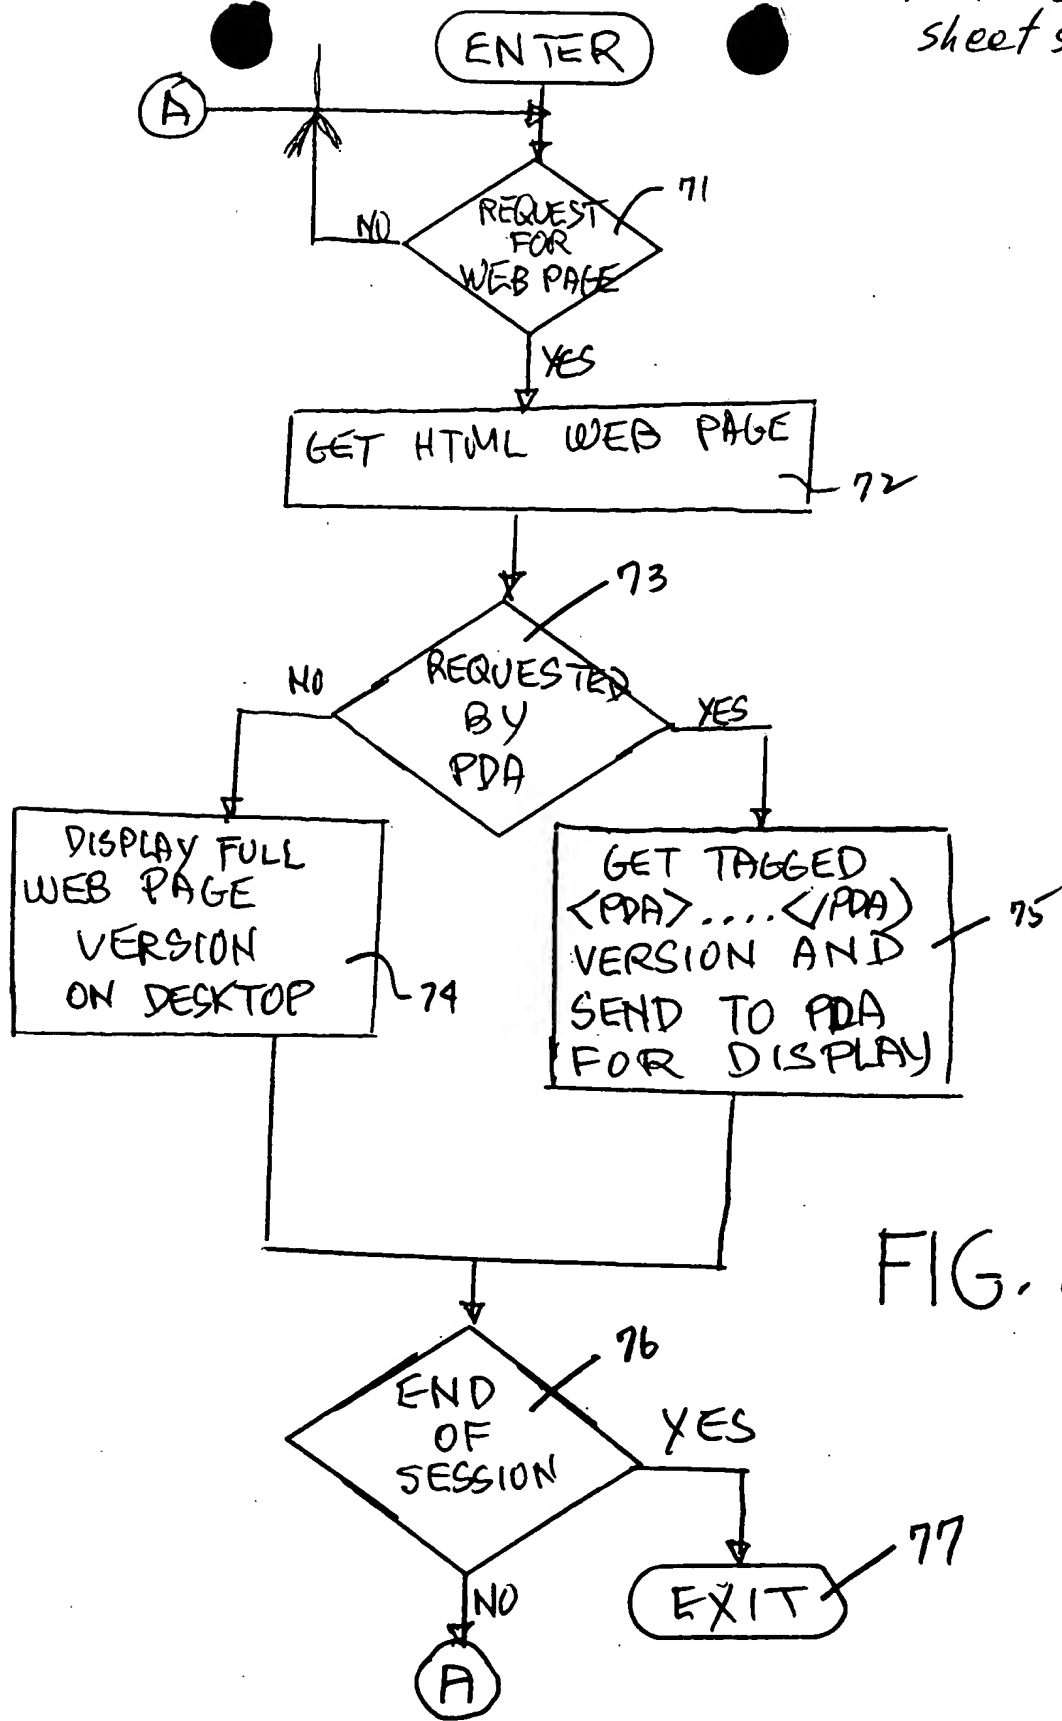 sheet
ENTER
A
71
REQUEST
FOR
WEB PAGE
NO
YES
GET HTML WEB PAGE
72
73
REQUESTED
BY
PDA
NO
YES
DISPLAY FULL
WEB PAGE
VERSION
ON DESKTOP
74
GET TAGGED
<PDA>....</PDA>
VERSION AND
SEND TO PDA
FOR DISPLAY
75
FIG.
76
END
OF
SESSION
YES
77
EXIT
NO
A